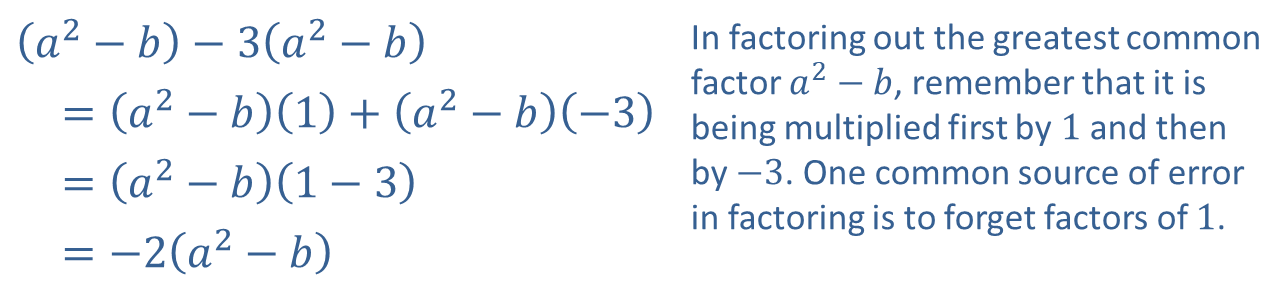 (a² − b) − 3(a² − b)
= (a² − b)(1) + (a² − b)(−3)
= (a² − b)(1 − 3)
= −2(a² − b)
In factoring out the greatest common
factor a² − b, remember that it is
being multiplied first by 1 and then
by −3. One common source of error
in factoring is to forget factors of 1.